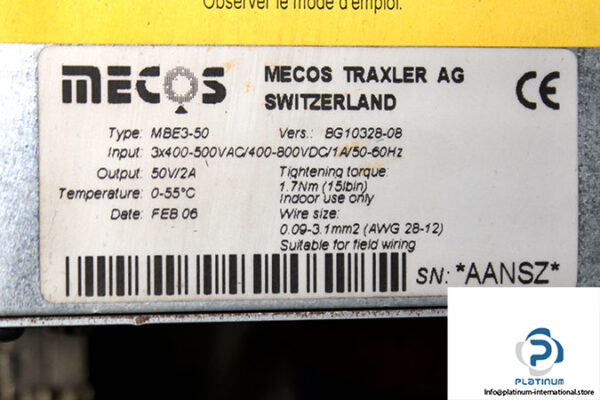 Observer le mode d'emploi.
MECOS
MECOS TRAXLER AG
SWITZERLAND
CE
Type: MBE3-50
Vers.: BG10328-08
Input: 3x400-500VAC/400-800VDC/1A/50-60Hz
Output: 50V/2A
Tightening torque:
1.7Nm (15lbin)
Temperature: 0-55°C
Indoor use only
Date: FEB 06
Wire size:
0.09-3.1mm2 (AWG 28-12)
Suitable for field wiring
SN: *AANSZ*
PLATINUM
info@platinum-international.store